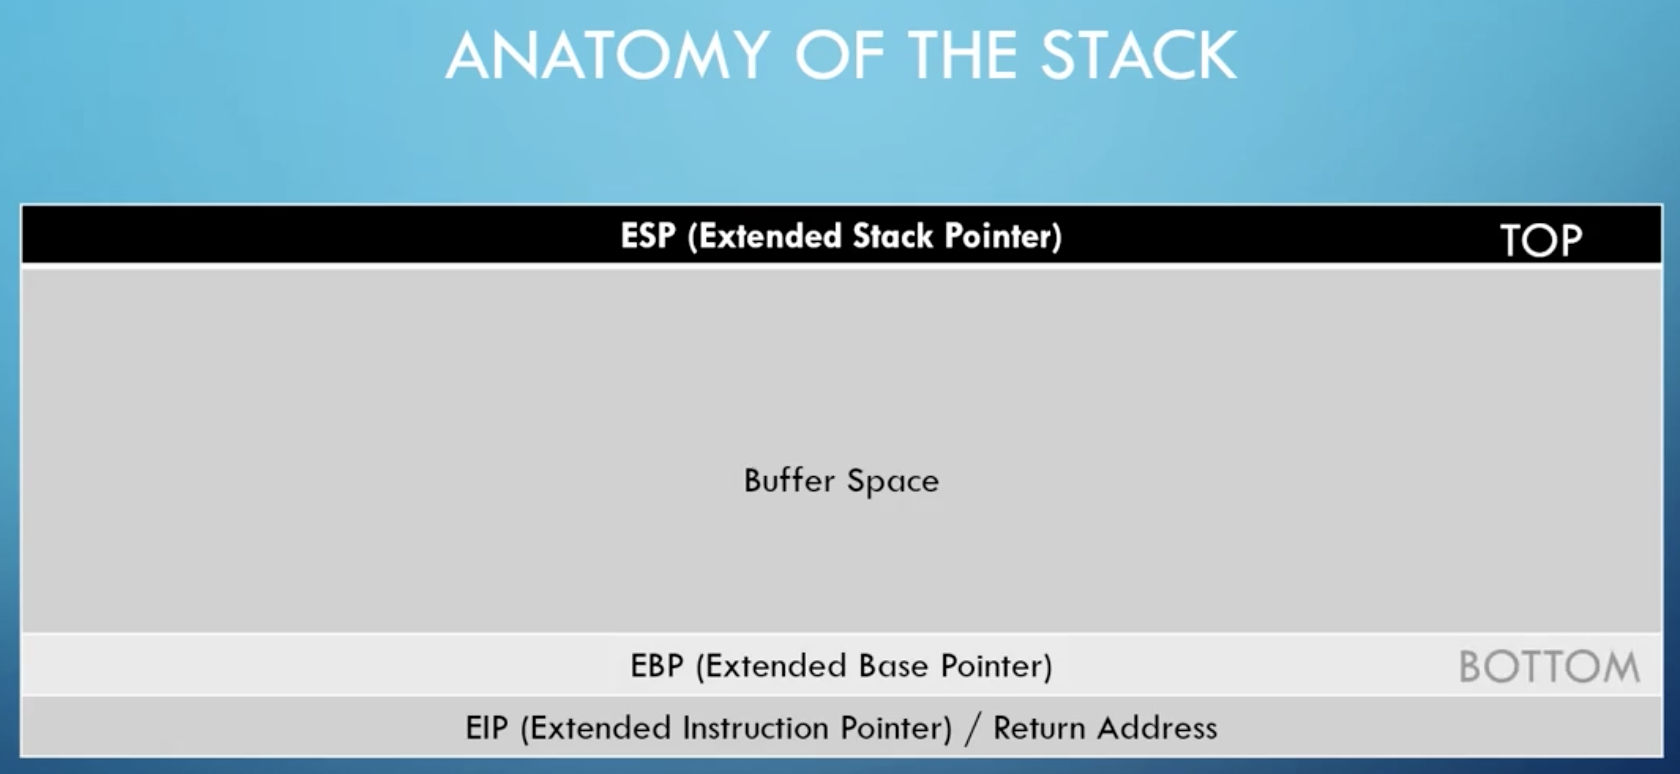 ANATOMY OF THE STACK
ESP (Extended Stack Pointer) TOP
Buffer Space
EBP (Extended Base Pointer) BOTTOM
EIP (Extended Instruction Pointer) / Return Address